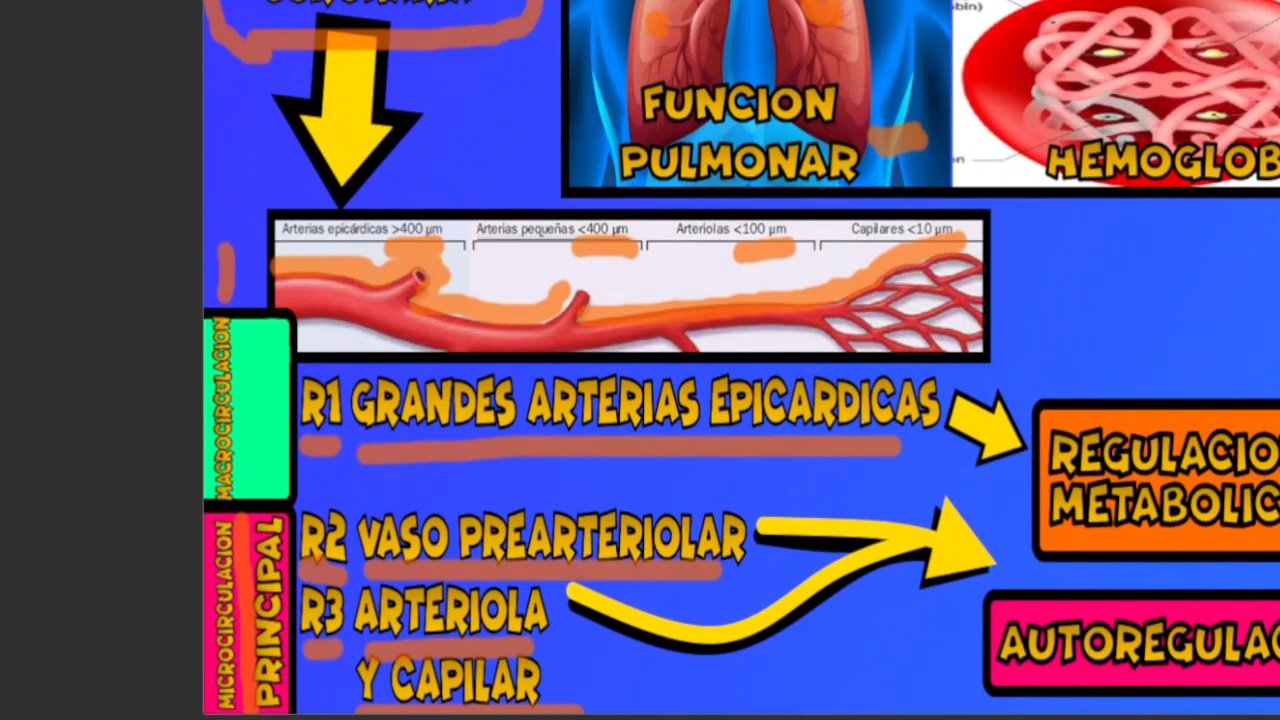 FUNCION
PULMONAR
bin)
HEMOGLOB
Arterias epicárdicas >400 µm
Arterias pequeñas <400 µm
Arteriolas <100 µm
Capilares <10 µm
MACROCIRCULACION
R1 GRANDES ARTERIAS EPICARDICAS
REGULACIO
METABOLIC
MICROCIRCULACION
PRINCIPAL
R2 VASO PREARTERIOLAR
R3 ARTERIOLA
Y CAPILAR
AUTOREGULAC